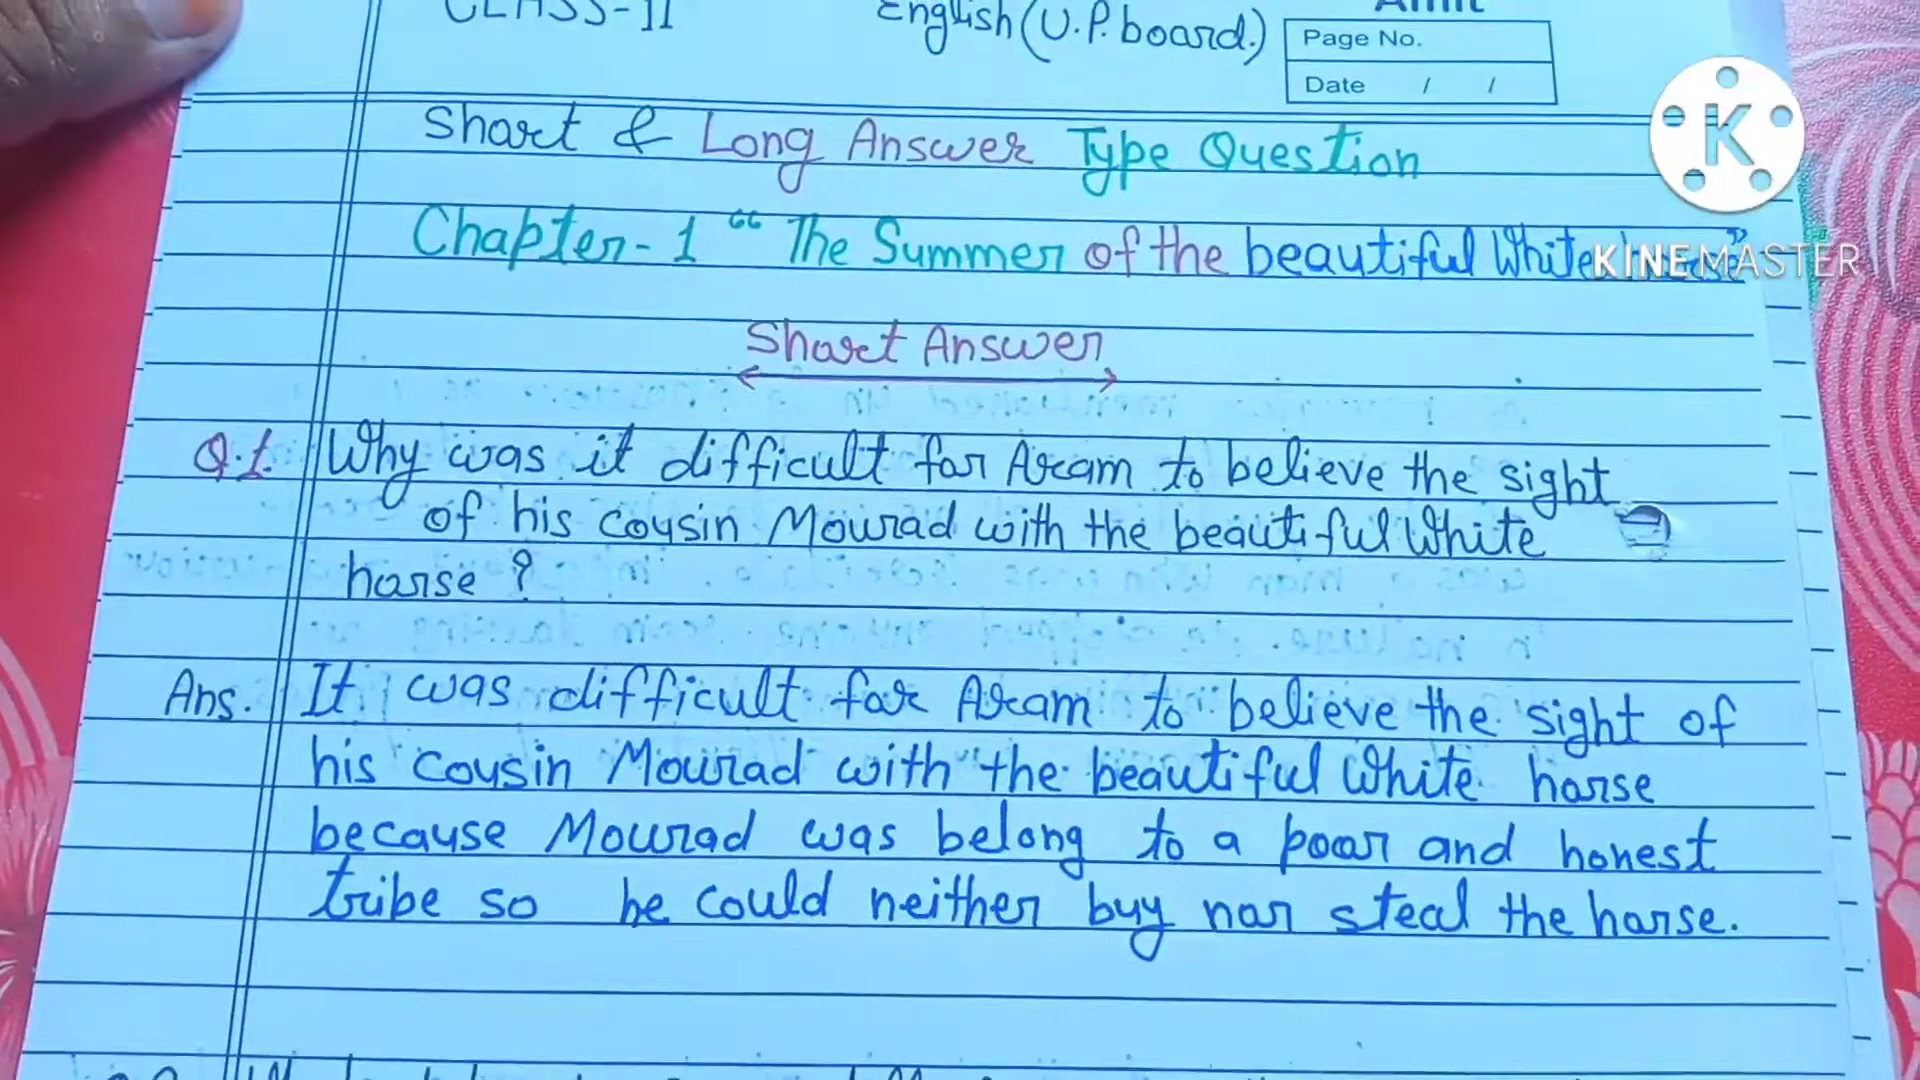 CLASS-11 English (U.P. board.)
Amit
Page No.
Date / /
Short & Long Answer Type Question
Chapter-1 “ The Summer of the beautiful White horse”
KINEMASTER
Short Answer
Q.1. Why was it difficult for Aram to believe the sight
of his cousin Mourad with the beautiful White
horse ?
Ans. It was difficult for Aram to believe the sight of
his cousin Mourad with the beautiful White horse
because Mourad was belong to a poor and honest
tribe so he could neither buy nor steal the horse.